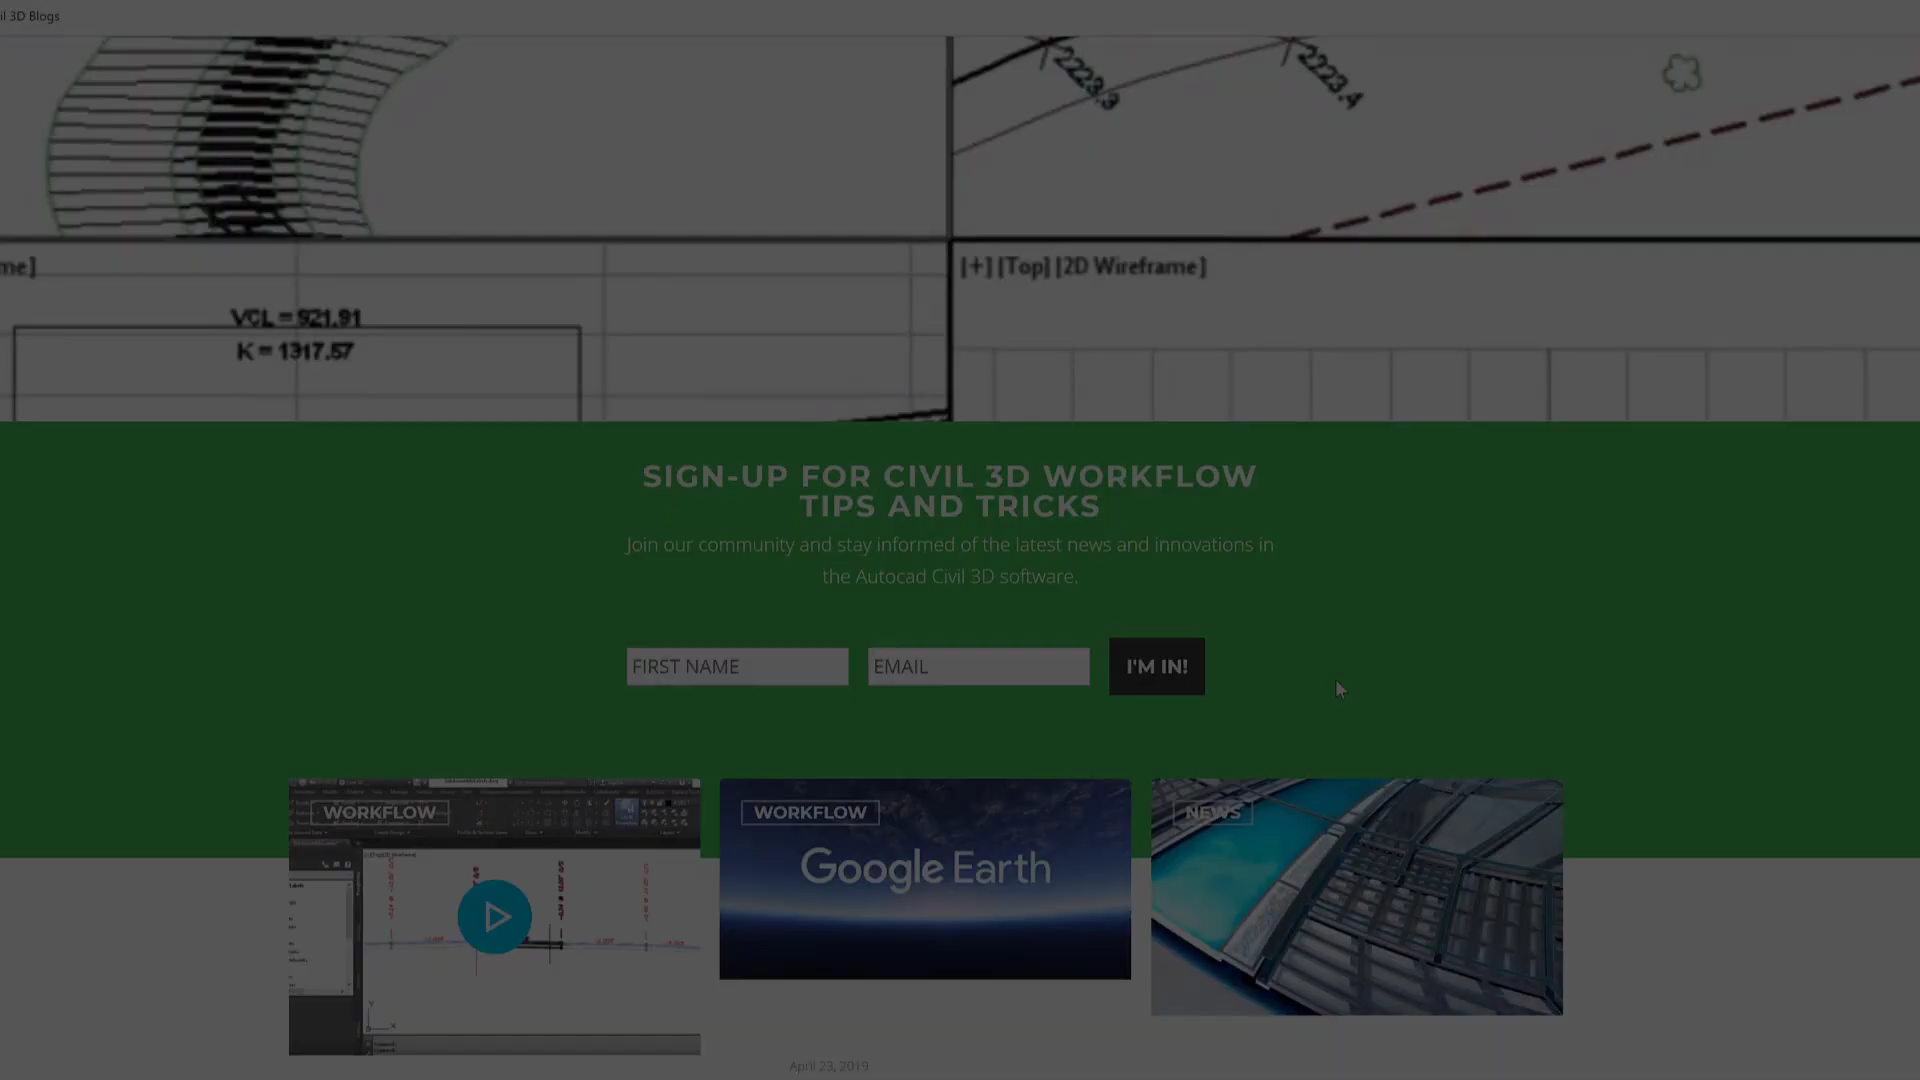 il 3D Blogs
2223.3
2223.4
me]
[+] [Top] [2D Wireframe]
VCL = 921.91
K = 1317.57
SIGN-UP FOR CIVIL 3D WORKFLOW
TIPS AND TRICKS
Join our community and stay informed of the latest news and innovations in
the Autocad Civil 3D software.
FIRST NAME
EMAIL
I'M IN!
WORKFLOW
WORKFLOW
Google Earth
NEWS
April 23, 2019